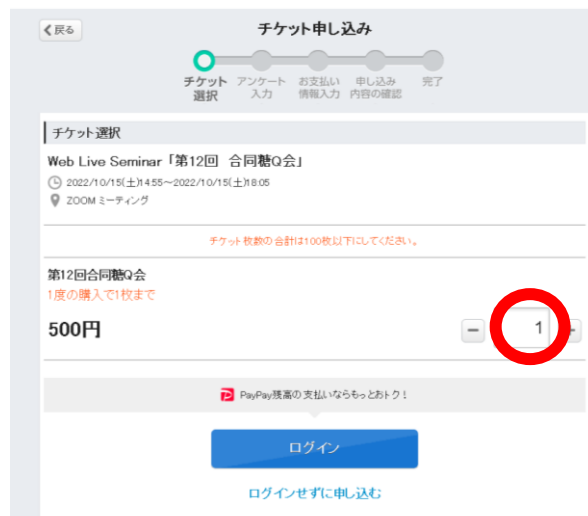 戻る
チケット申し込み
チケット
選択
アンケート
入力
お支払い
情報入力
申し込み
内容の確認
完了
チケット選択
Web Live Seminar「第12回 合同糖Q会」
2022/10/15(土)14:55～2022/10/15(土)18:05
ZOOM ミーティング
チケット枚数の合計は100枚以下にしてください。
第12回合同糖Q会
1度の購入で1枚まで
500円
− 1 +
PayPay残高の支払いならもっとおトク！
ログイン
ログインせずに申し込む